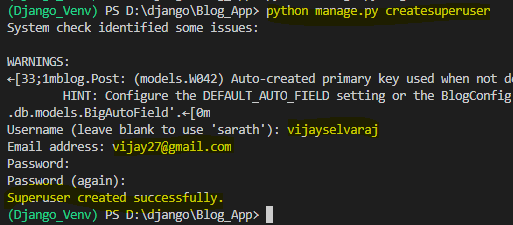 (Django_Venv) PS D:\django\Blog_App> python manage.py createsuperuser
System check identified some issues:
WARNINGS:
←[33;1mblog.Post: (models.W042) Auto-created primary key used when not de
HINT: Configure the DEFAULT_AUTO_FIELD setting or the BlogConfig
.db.models.BigAutoField'.←[0m
Username (leave blank to use 'sarath'): vijayselvaraj
Email address: vijay27@gmail.com
Password:
Password (again):
Superuser created successfully.
(Django_Venv) PS D:\django\Blog_App>